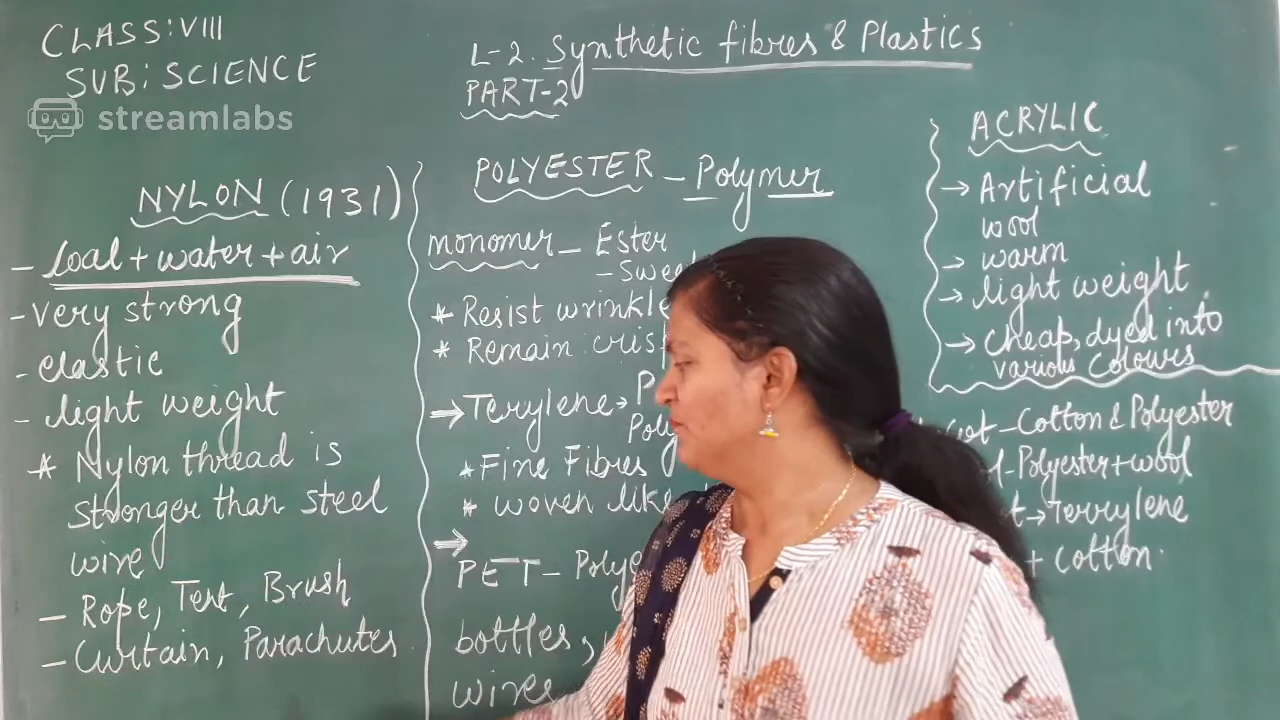 CLASS: VIII
SUB: SCIENCE
streamlabs
L-2. Synthetic fibres & Plastics
PART-2
NYLON (1931)
- Coal + water + air
- Very strong
- elastic
- light weight
* Nylon thread is
stronger than steel
wire
- Rope, Tent, Brush
- Curtain, Parachutes
POLYESTER - Polymer
monomer - Ester
* Resist
* Remain
→ Terylene →
* Fine Fibres
* woven like
→
PET -
bottles,
wires
ACRYLIC
→ Artificial
wool
→ warm
→ light weight
→ Cheap, dyed into
various colours
- Cotton & Polyester
- Polyester + wool
→ Terrylene
+ Cotton